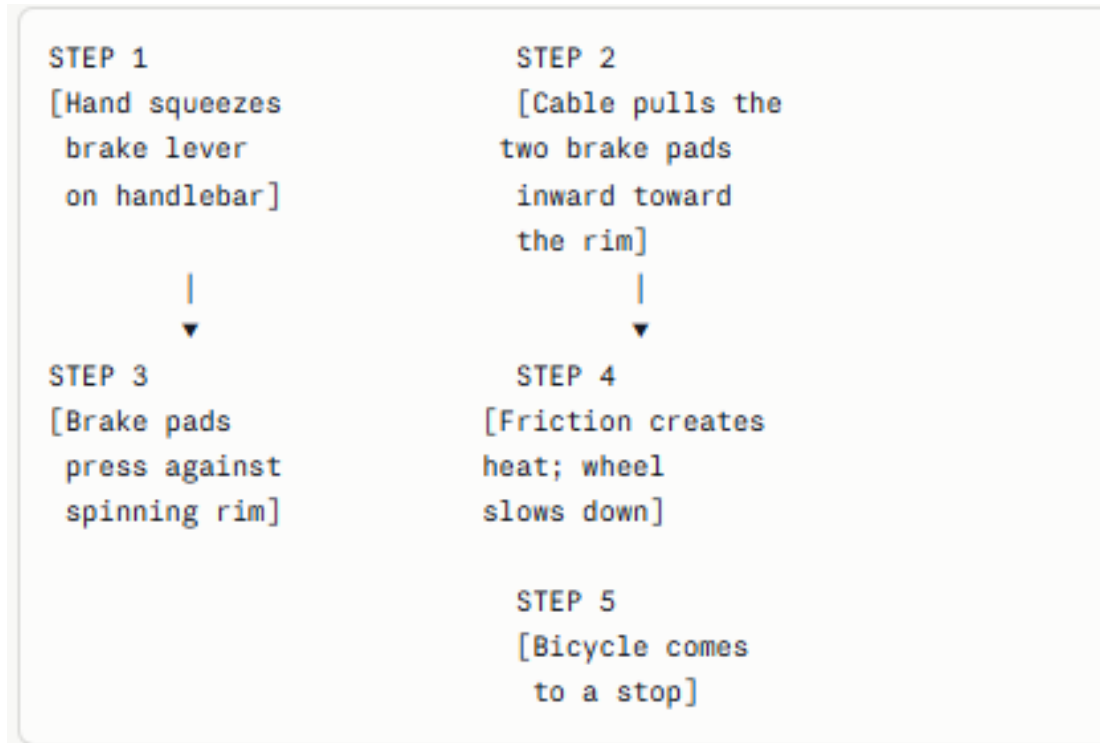 STEP 1
[Hand squeezes
brake lever
on handlebar]
STEP 2
[Cable pulls the
two brake pads
inward toward
the rim]
STEP 3
[Brake pads
press against
spinning rim]
STEP 4
[Friction creates
heat; wheel
slows down]
STEP 5
[Bicycle comes
to a stop]